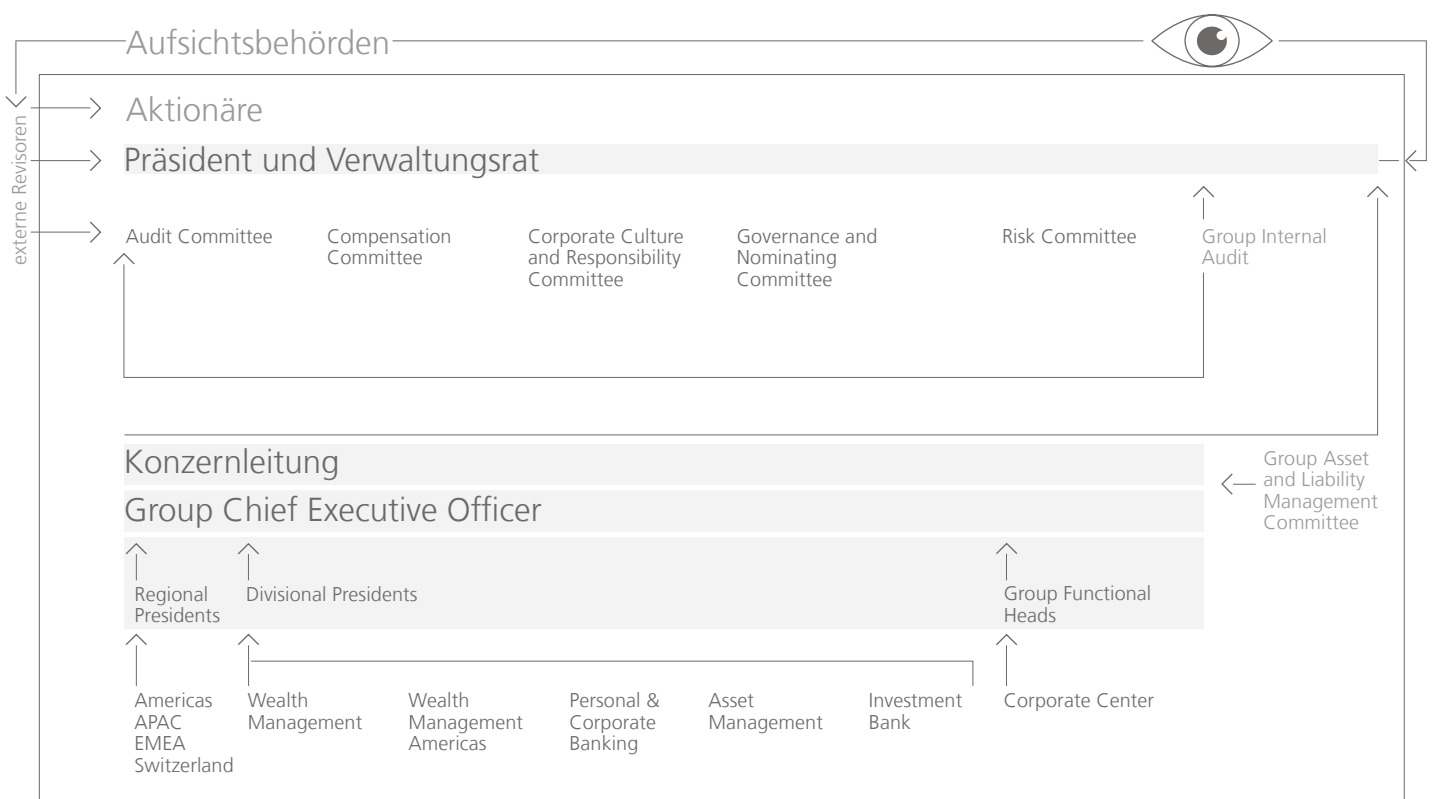 Aufsichtsbehörden
externe Revisoren
Aktionäre
Präsident und Verwaltungsrat
Audit Committee
Compensation
Committee
Corporate Culture
and Responsibility
Committee
Governance and
Nominating
Committee
Risk Committee
Group Internal
Audit
Konzernleitung
Group Chief Executive Officer
Group Asset
and Liability
Management
Committee
Regional
Presidents
Divisional Presidents
Group Functional
Heads
Americas
APAC
EMEA
Switzerland
Wealth
Management
Wealth
Management
Americas
Personal &
Corporate
Banking
Asset
Management
Investment
Bank
Corporate Center